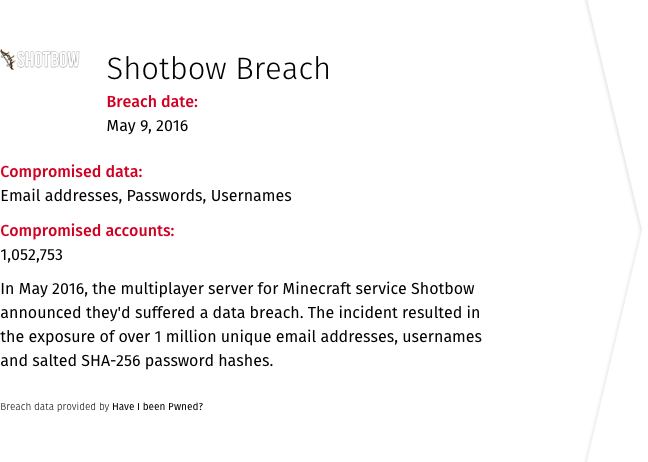 SHOTBOW
Shotbow Breach
Breach date:
May 9, 2016
Compromised data:
Email addresses, Passwords, Usernames
Compromised accounts:
1,052,753
In May 2016, the multiplayer server for Minecraft service Shotbow
announced they'd suffered a data breach. The incident resulted in
the exposure of over 1 million unique email addresses, usernames
and salted SHA-256 password hashes.
Breach data provided by Have I been Pwned?